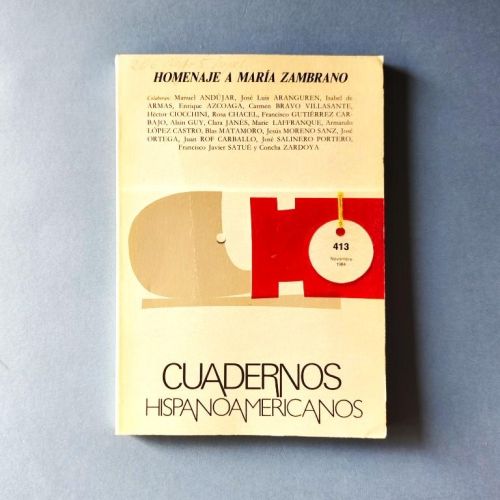 HOMENAJE A MARÍA ZAMBRANO
Colaboran: Manuel ANDÚJAR, José Luis ARANGUREN, Isabel de
ARMAS, Enrique AZCOAGA, Carmen BRAVO VILLASANTE,
Héctor CIOCCHINI, Rosa CHACEL, Francisco GUTIÉRREZ CAR-
BAJO, Alain GUY, Clara JANÉS, Marie LAFFRANQUE, Armando
LÓPEZ CASTRO, Blas MATAMORO, Jesús MORENO SANZ, José
ORTEGA, Juan ROF CARBALLO, José SALINERO PORTERO,
Francisco Javier SATUÉ y Concha ZARDOYA
413
Noviembre
1984
CUADERNOS
HISPANOAMERICANOS